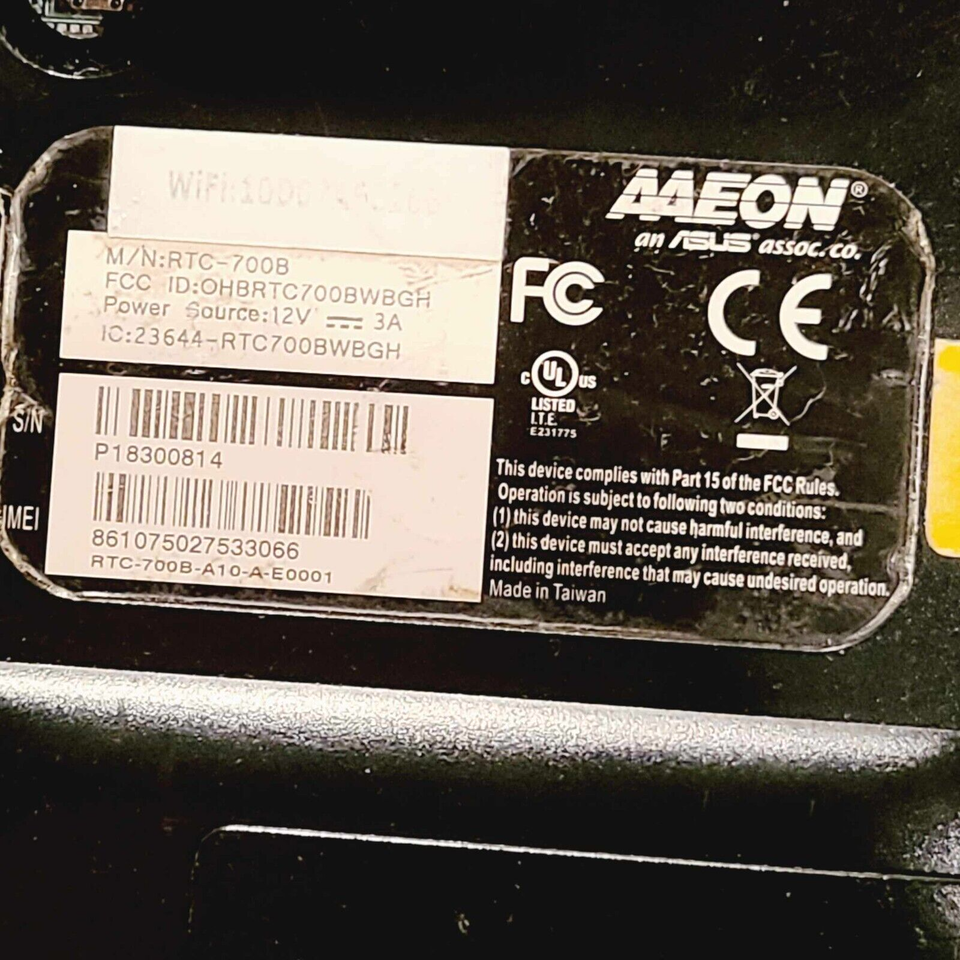 M/N:RTC-700B
FCC ID:OHBRTC700BWBGH
Power Source:12V ⎓ 3A
IC:23644-RTC700BWBGH
S/N
P18300814
IMEI
861075027533066
RTC-700B-A10-A-E0001
AAEON®
an ASUS assoc. co.
FC
CE
c UL US
LISTED
I.T.E.
E231775
This device complies with Part 15 of the FCC Rules.
Operation is subject to following two conditions:
(1) this device may not cause harmful interference, and
(2) this device must accept any interference received,
including interference that may cause undesired operation.
Made in Taiwan